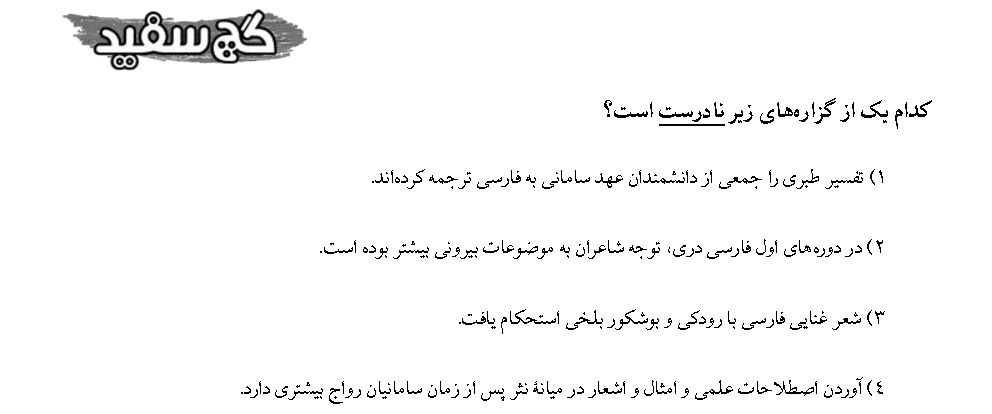 گچ سفید
کدام یک از گزاره‌های زیر نادرست است؟
۱) تفسیر طبری را جمعی از دانشمندان عهد سامانی به فارسی ترجمه کرده‌اند.
۲) در دوره‌های اول فارسی دری، توجه شاعران به موضوعات بیرونی بیشتر بوده است.
۳) شعر غنایی فارسی با رودکی و بوشکور بلخی استحکام یافت.
۴) آوردن اصطلاحات علمی و امثال و اشعار در میانهٔ نثر پس از زمان سامانیان رواج بیشتری دارد.